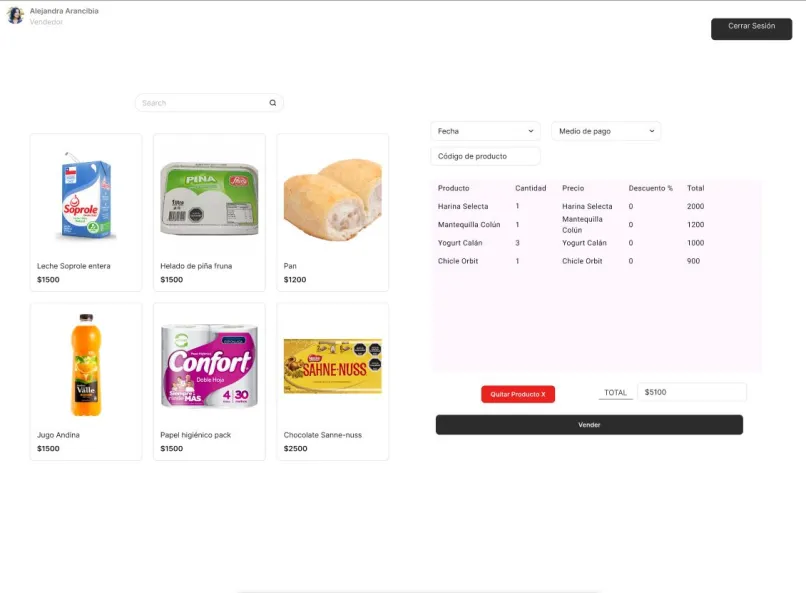 Alejandra Arancibia
Vendedor
Cerrar Sesión
Search
Fecha
Medio de pago
Código de producto
Soprole
PIÑA
Confort
Doble Hoja
Siempre
MÁS
4
30
Valle
SAHNE-NUSS
Leche Soprole entera
$1500
Helado de piña fruna
$1500
Pan
$1200
Jugo Andina
$1500
Papel higiénico pack
$1500
Chocolate Sanne-nuss
$2500
Producto Cantidad Precio Descuento % Total
Harina Selecta 1 Harina Selecta 0 2000
Mantequilla Colún 1 Mantequilla Colún 0 1200
Yogurt Calán 3 Yogurt Calán 0 1000
Chicle Orbit 1 Chicle Orbit 0 900
Quitar Producto X
TOTAL $5100
Vender